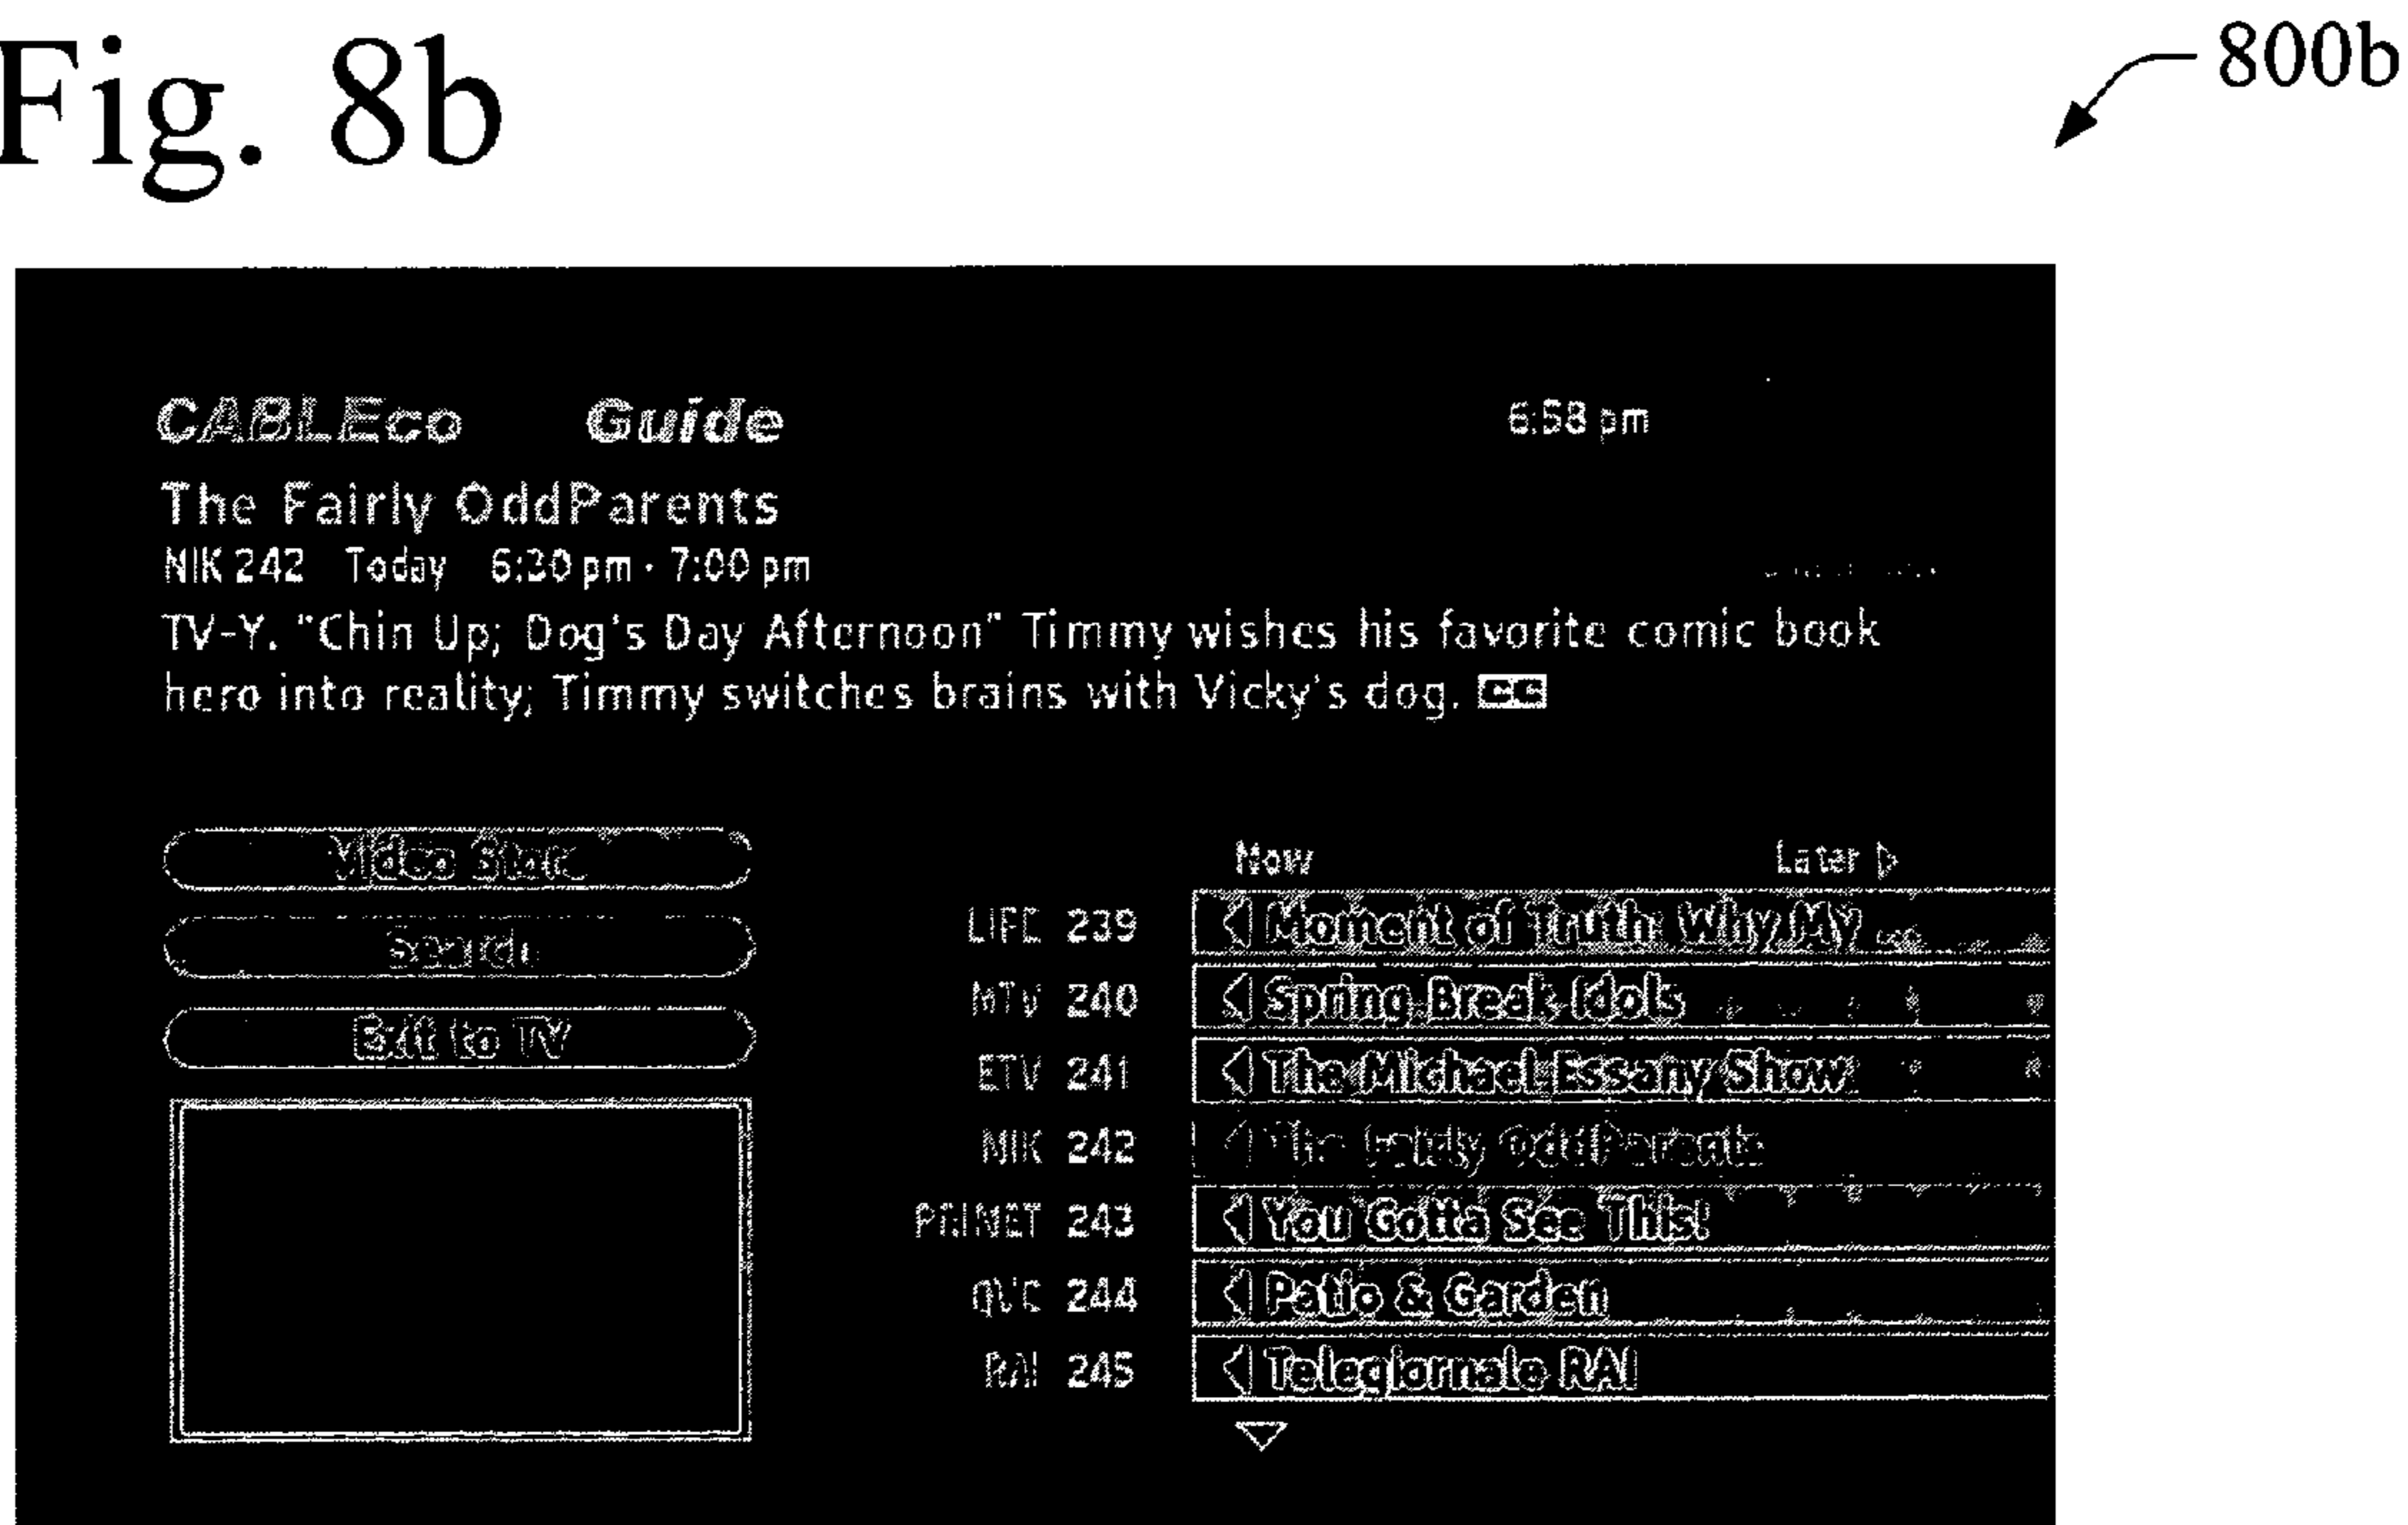 Fig. 8b
800b
CABLEco Guide 6:58 pm
The Fairly OddParents
NIK 242 Today 6:30 pm · 7:00 pm
TV-Y. "Chin Up; Dog's Day Afternoon" Timmy wishes his favorite comic book
hero into reality; Timmy switches brains with Vicky's dog. CC
Video Store
Search
Exit to TV
Now Later
LIFE 239 Moment of Truth: Why My
MTV 240 Spring Break Idols
ETV 241 The Michael Essany Show
NIK 242 The Fairly OddParents
243 You Gotta See This!
QVC 244 Patio & Garden
RAI 245 Telegiornale RAI